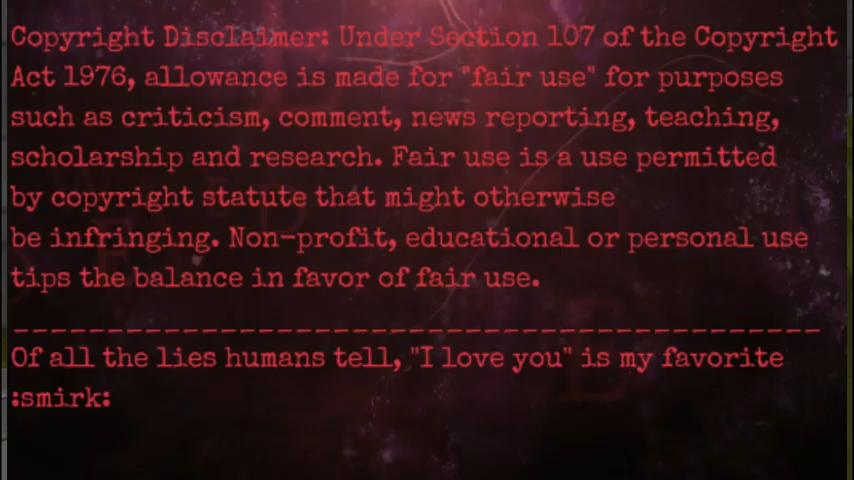 Copyright Disclaimer: Under Section 107 of the Copyright
Act 1976, allowance is made for "fair use" for purposes
such as criticism, comment, news reporting, teaching,
scholarship and research. Fair use is a use permitted
by copyright statute that might otherwise
be infringing. Non-profit, educational or personal use
tips the balance in favor of fair use.
____________________________________________
Of all the lies humans tell, "I love you" is my favorite
:smirk: